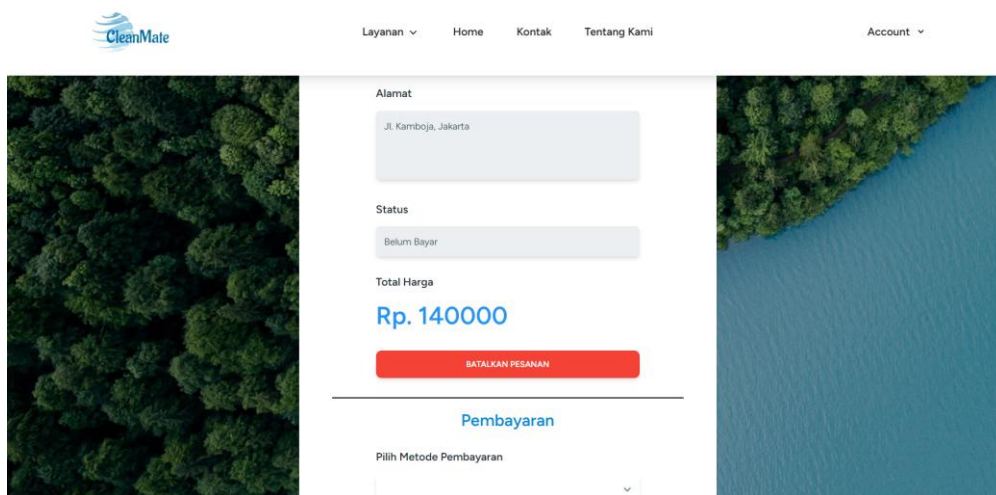 CleanMate
Layanan Home Kontak Tentang Kami Account
Alamat
Jl. Kamboja, Jakarta
Status
Belum Bayar
Total Harga
Rp. 140000
BATALKAN PESANAN
Pembayaran
Pilih Metode Pembayaran